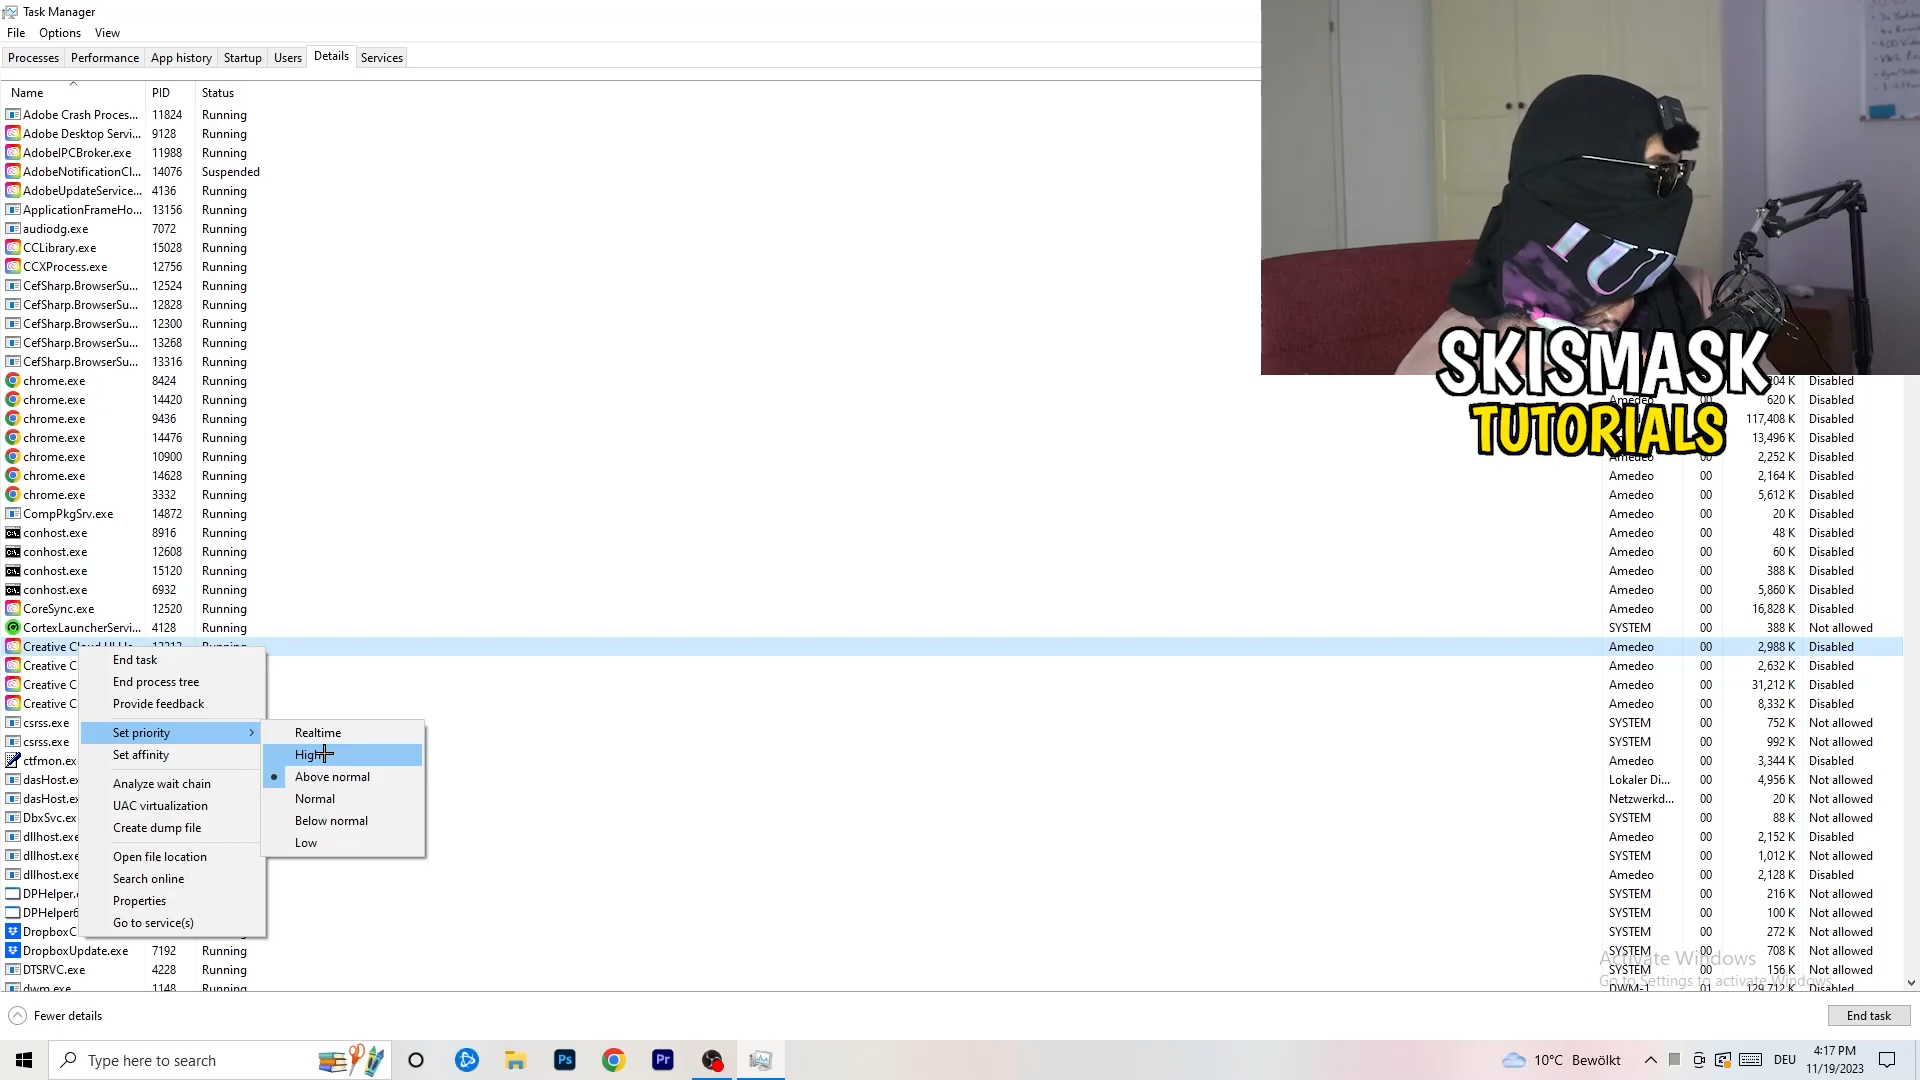 Task Manager
File Options View
Processes Performance App history Startup Users Details Services
Name PID Status
Adobe Crash Proces... 11824 Running
Adobe Desktop Servi... 9128 Running
AdobeIPCBroker.exe 11988 Running
AdobeNotificationCl... 14076 Suspended
AdobeUpdateService... 4136 Running
ApplicationFrameHo... 13156 Running
audiodg.exe 7072 Running
CCLibrary.exe 15028 Running
CCXProcess.exe 12756 Running
CefSharp.BrowserSu... 12524 Running
CefSharp.BrowserSu... 12828 Running
CefSharp.BrowserSu... 12300 Running
CefSharp.BrowserSu... 13268 Running
CefSharp.BrowserSu... 13316 Running
SKISMASK
TUTORIALS
chrome.exe 8424 Running 204 K Disabled
chrome.exe 14420 Running Amedeo 00 620 K Disabled
chrome.exe 9436 Running 117,408 K Disabled
chrome.exe 14476 Running 13,496 K Disabled
chrome.exe 10900 Running Amedeo 00 2,252 K Disabled
chrome.exe 14628 Running Amedeo 00 2,164 K Disabled
chrome.exe 3332 Running Amedeo 00 5,612 K Disabled
CompPkgSrv.exe 14872 Running Amedeo 00 20 K Disabled
conhost.exe 8916 Running Amedeo 00 48 K Disabled
conhost.exe 12608 Running Amedeo 00 60 K Disabled
conhost.exe 15120 Running Amedeo 00 388 K Disabled
conhost.exe 6932 Running Amedeo 00 5,860 K Disabled
CoreSync.exe 12520 Running Amedeo 00 16,828 K Disabled
CortexLauncherServi... 4128 Running SYSTEM 00 388 K Not allowed
Creative Cloud UI He... 13212 Running Amedeo 00 2,988 K Disabled
Creative C Amedeo 00 2,632 K Disabled
Creative C Amedeo 00 31,212 K Disabled
Creative C Amedeo 00 8,332 K Disabled
csrss.exe SYSTEM 00 752 K Not allowed
csrss.exe SYSTEM 00 992 K Not allowed
ctfmon.ex Amedeo 00 3,344 K Disabled
dasHost.ex Lokaler Di... 00 4,956 K Not allowed
dasHost.ex Netzwerkd... 00 20 K Not allowed
DbxSvc.ex SYSTEM 00 88 K Not allowed
dllhost.exe Amedeo 00 2,152 K Disabled
dllhost.exe SYSTEM 00 1,012 K Not allowed
dllhost.exe Amedeo 00 2,128 K Disabled
DPHelper. SYSTEM 00 216 K Not allowed
DPHelper6 SYSTEM 00 100 K Not allowed
DropboxC SYSTEM 00 272 K Not allowed
DropboxUpdate.exe 7192 Running SYSTEM 00 708 K Not allowed
DTSRVC.exe 4228 Running SYSTEM 00 156 K Not allowed
dwm.exe 1148 Running DWM-1 01 129,712 K Disabled
End task
End process tree
Provide feedback
Set priority
Set affinity
Analyze wait chain
UAC virtualization
Create dump file
Open file location
Search online
Properties
Go to service(s)
Realtime
High
Above normal
Normal
Below normal
Low
Activate Windows
Go to Settings to activate Windows.
Fewer details End task
Type here to search Ps Pr 10°C Bewölkt DEU 4:17 PM
11/19/2023